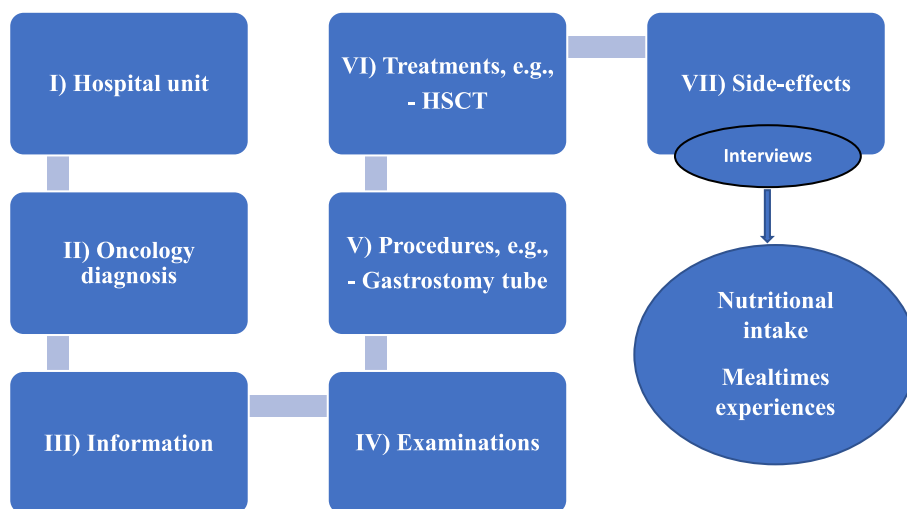 I) Hospital unit
II) Oncology
diagnosis
III) Information
IV) Examinations
V) Procedures, e.g.,
- Gastrostomy tube
VI) Treatments, e.g.,
- HSCT
VII) Side-effects
Interviews
Nutritional
intake
Mealtimes
experiences